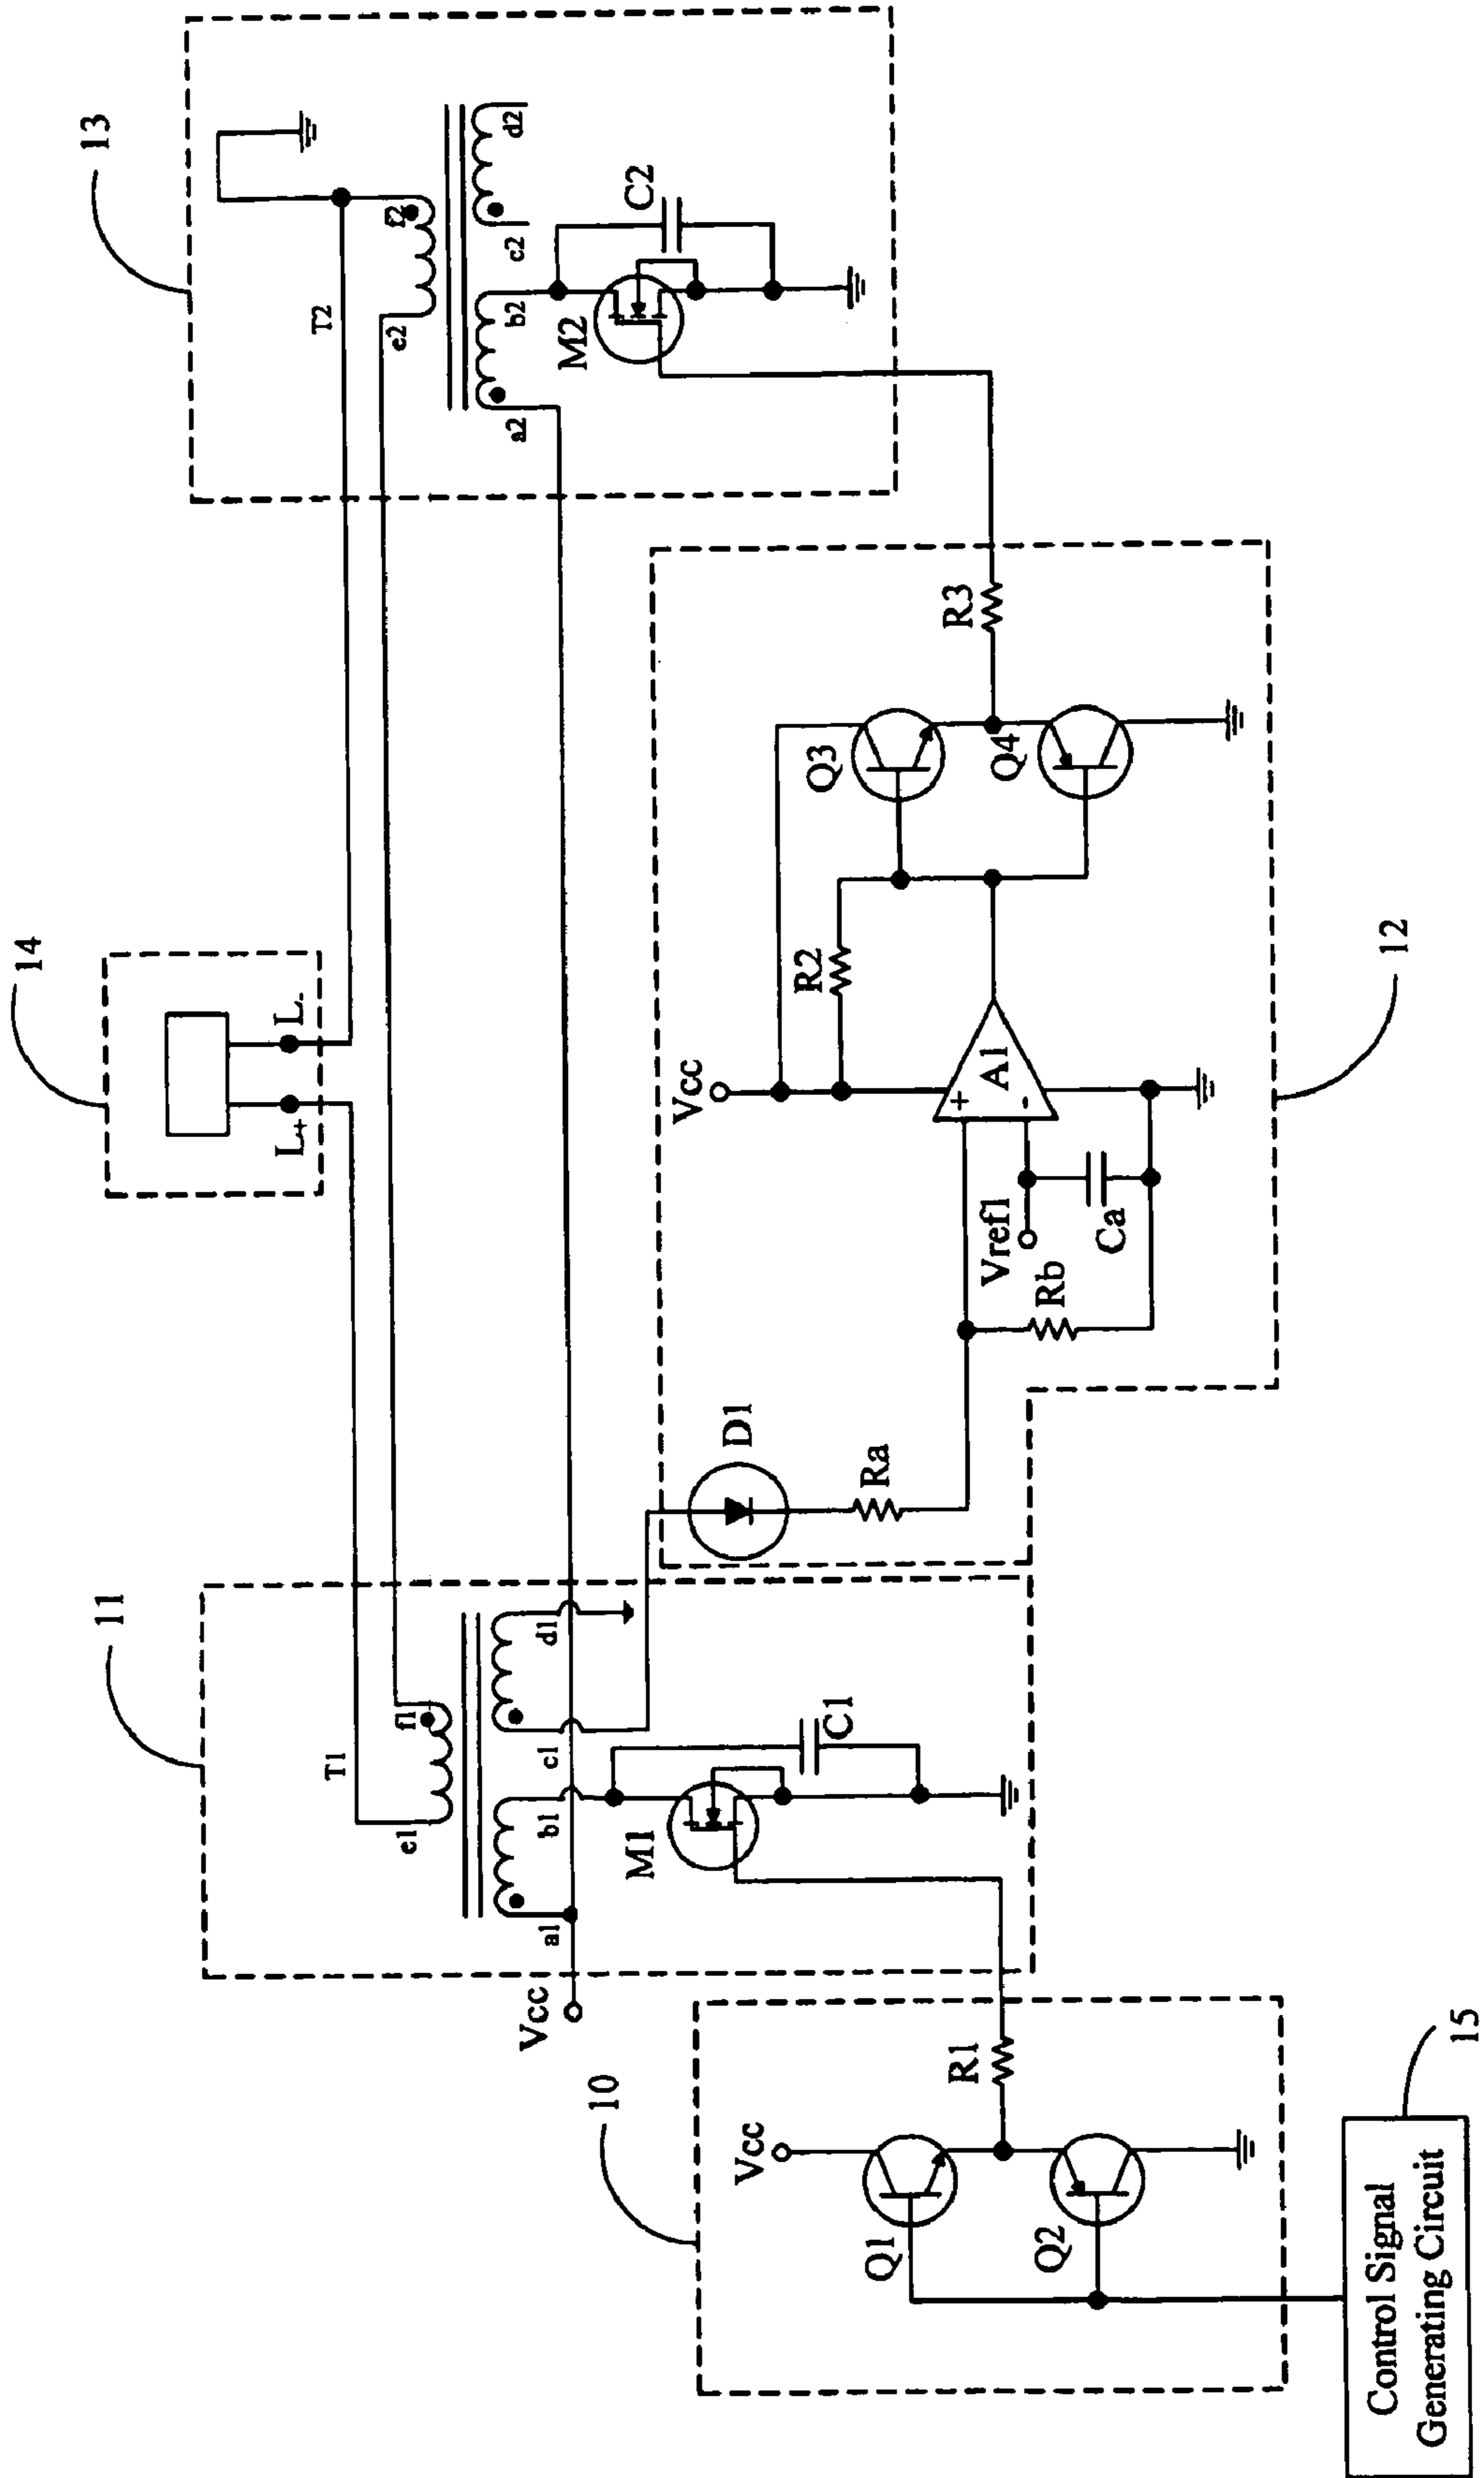 14
13
11
L+
L-
T1
T2
e1
f1
e2
f2
a1
b1
c1
d1
a2
b2
c2
d2
Vcc
M1
C1
M2
C2
D1
Ra
Rb
Vref1
Ca
Vcc
+
-
A1
R2
Q3
Q4
R3
12
10
Vcc
Q1
Q2
R1
15
Control Signal
Generating Circuit